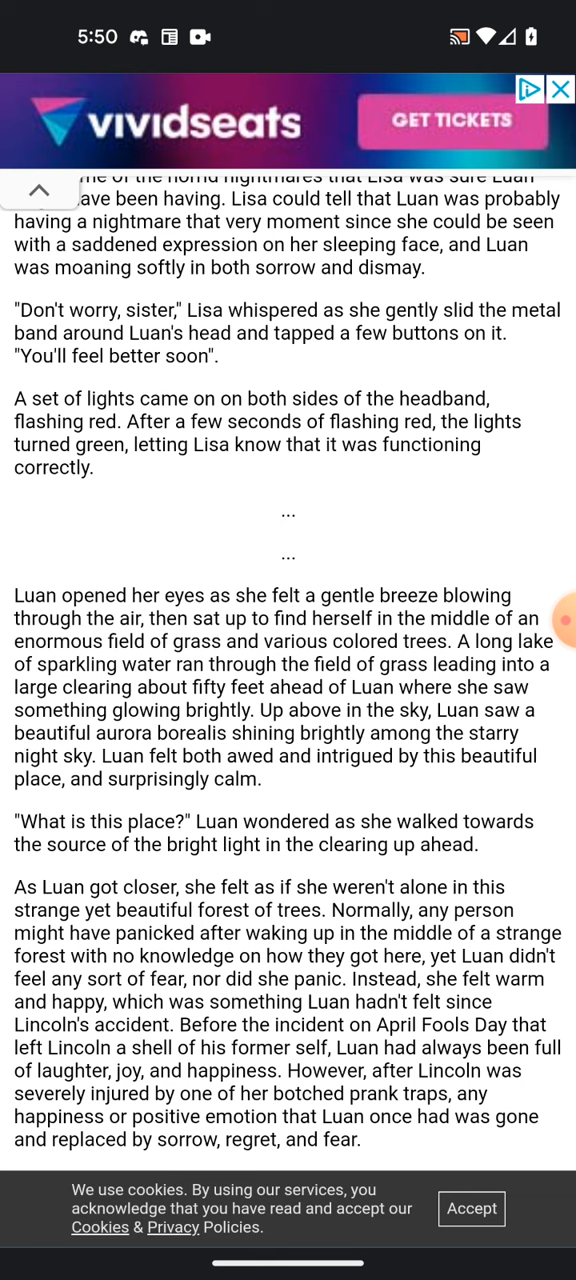 5:50
vividseats
GET TICKETS
me of the horrid nightmares that Lisa was sure Luan
ave been having. Lisa could tell that Luan was probably
having a nightmare that very moment since she could be seen
with a saddened expression on her sleeping face, and Luan
was moaning softly in both sorrow and dismay.
"Don't worry, sister," Lisa whispered as she gently slid the metal
band around Luan's head and tapped a few buttons on it.
"You'll feel better soon".
A set of lights came on on both sides of the headband,
flashing red. After a few seconds of flashing red, the lights
turned green, letting Lisa know that it was functioning
correctly.
...
...
Luan opened her eyes as she felt a gentle breeze blowing
through the air, then sat up to find herself in the middle of an
enormous field of grass and various colored trees. A long lake
of sparkling water ran through the field of grass leading into a
large clearing about fifty feet ahead of Luan where she saw
something glowing brightly. Up above in the sky, Luan saw a
beautiful aurora borealis shining brightly among the starry
night sky. Luan felt both awed and intrigued by this beautiful
place, and surprisingly calm.
"What is this place?" Luan wondered as she walked towards
the source of the bright light in the clearing up ahead.
As Luan got closer, she felt as if she weren't alone in this
strange yet beautiful forest of trees. Normally, any person
might have panicked after waking up in the middle of a strange
forest with no knowledge on how they got here, yet Luan didn't
feel any sort of fear, nor did she panic. Instead, she felt warm
and happy, which was something Luan hadn't felt since
Lincoln's accident. Before the incident on April Fools Day that
left Lincoln a shell of his former self, Luan had always been full
of laughter, joy, and happiness. However, after Lincoln was
severely injured by one of her botched prank traps, any
happiness or positive emotion that Luan once had was gone
and replaced by sorrow, regret, and fear.
We use cookies. By using our services, you
acknowledge that you have read and accept our
Cookies & Privacy Policies.
Accept